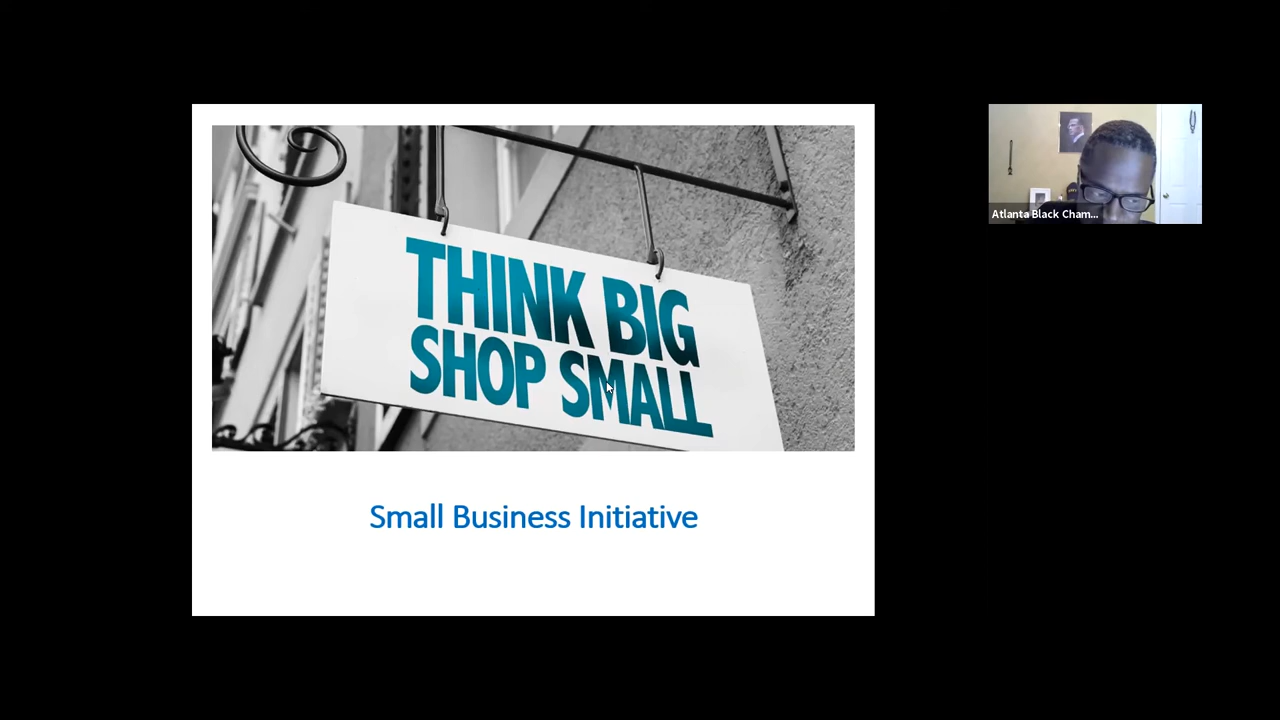 THINK BIG
SHOP SMALL
Small Business Initiative
Atlanta Black Cham...